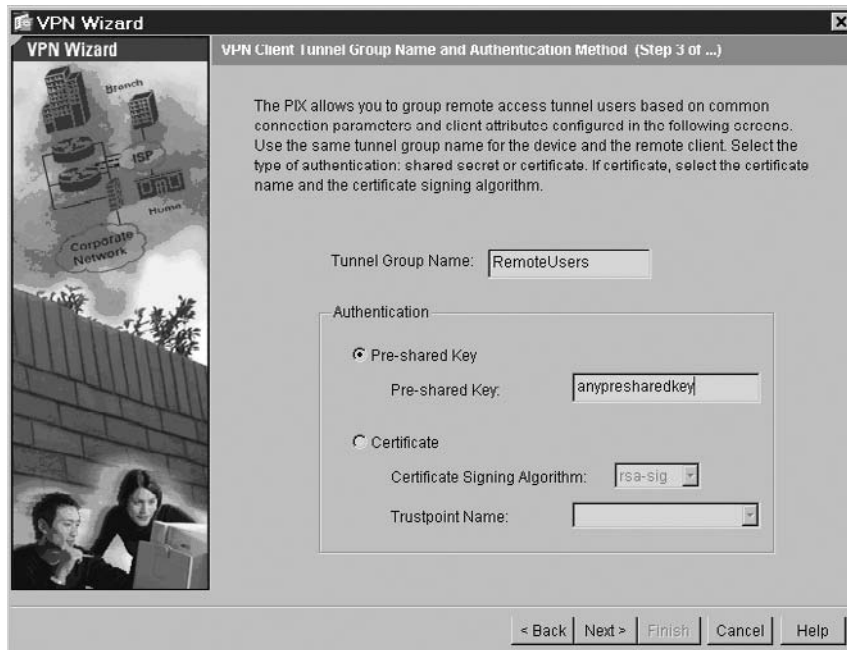 VPN Wizard
VPN Wizard
VPN Client Tunnel Group Name and Authentication Method (Step 3 of ...)
Branch
ISP
Home
Corporate
Network
The PIX allows you to group remote access tunnel users based on common
connection parameters and client attributes configured in the following screens.
Use the same tunnel group name for the device and the remote client. Select the
type of authentication: shared secret or certificate. If certificate, select the certificate
name and the certificate signing algorithm.
Tunnel Group Name: RemoteUsers
Authentication
Pre-shared Key
Pre-shared Key: anypresharedkey
Certificate
Certificate Signing Algorithm: rsa-sig
Trustpoint Name:
< Back Next > Finish Cancel Help